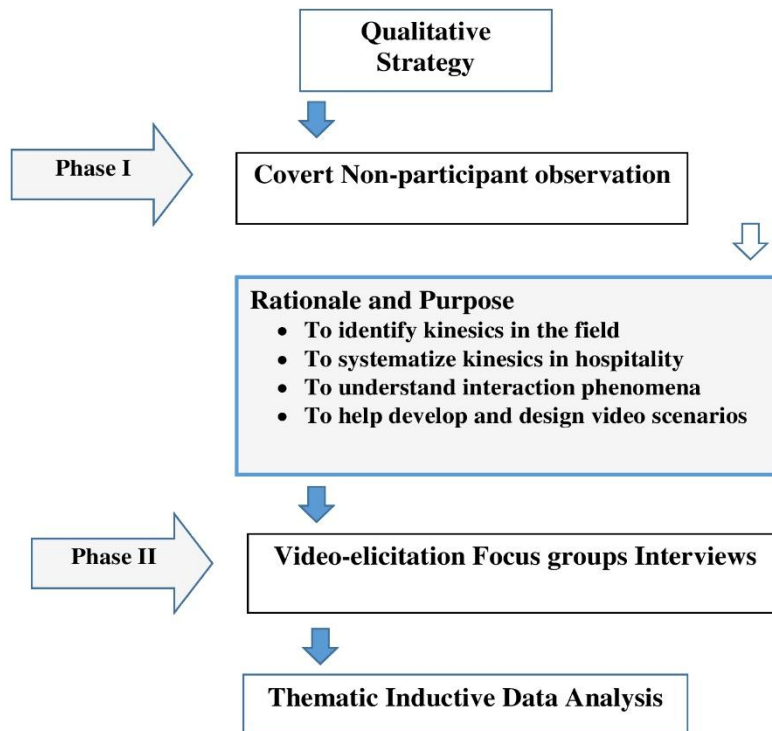 Qualitative
Strategy
Phase I
Covert Non-participant observation
Rationale and Purpose
• To identify kinesics in the field
• To systematize kinesics in hospitality
• To understand interaction phenomena
• To help develop and design video scenarios
Phase II
Video-elicitation Focus groups Interviews
Thematic Inductive Data Analysis